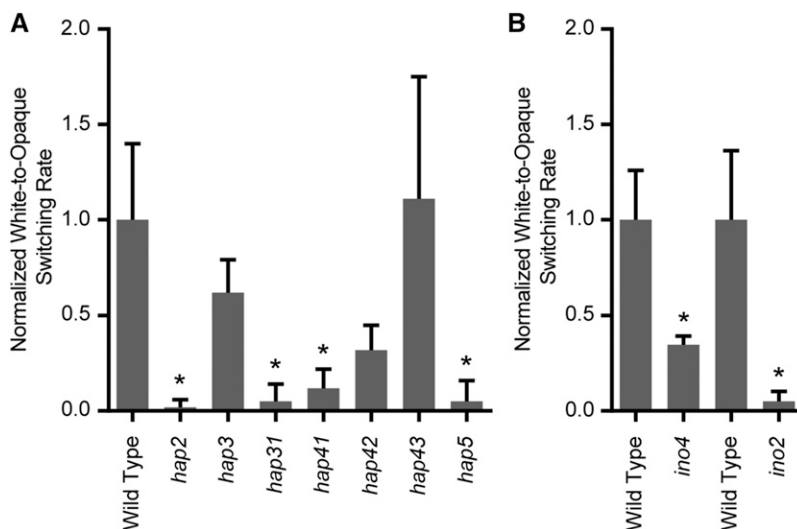 A
Normalized White-to-Opaque
Switching Rate
2.0
1.5
1.0
0.5
0.0
*
*
*
*
Wild Type
hap2
hap3
hap31
hap41
hap42
hap43
hap5
B
Normalized White-to-Opaque
Switching Rate
2.0
1.5
1.0
0.5
0.0
*
*
Wild Type
ino4
Wild Type
ino2